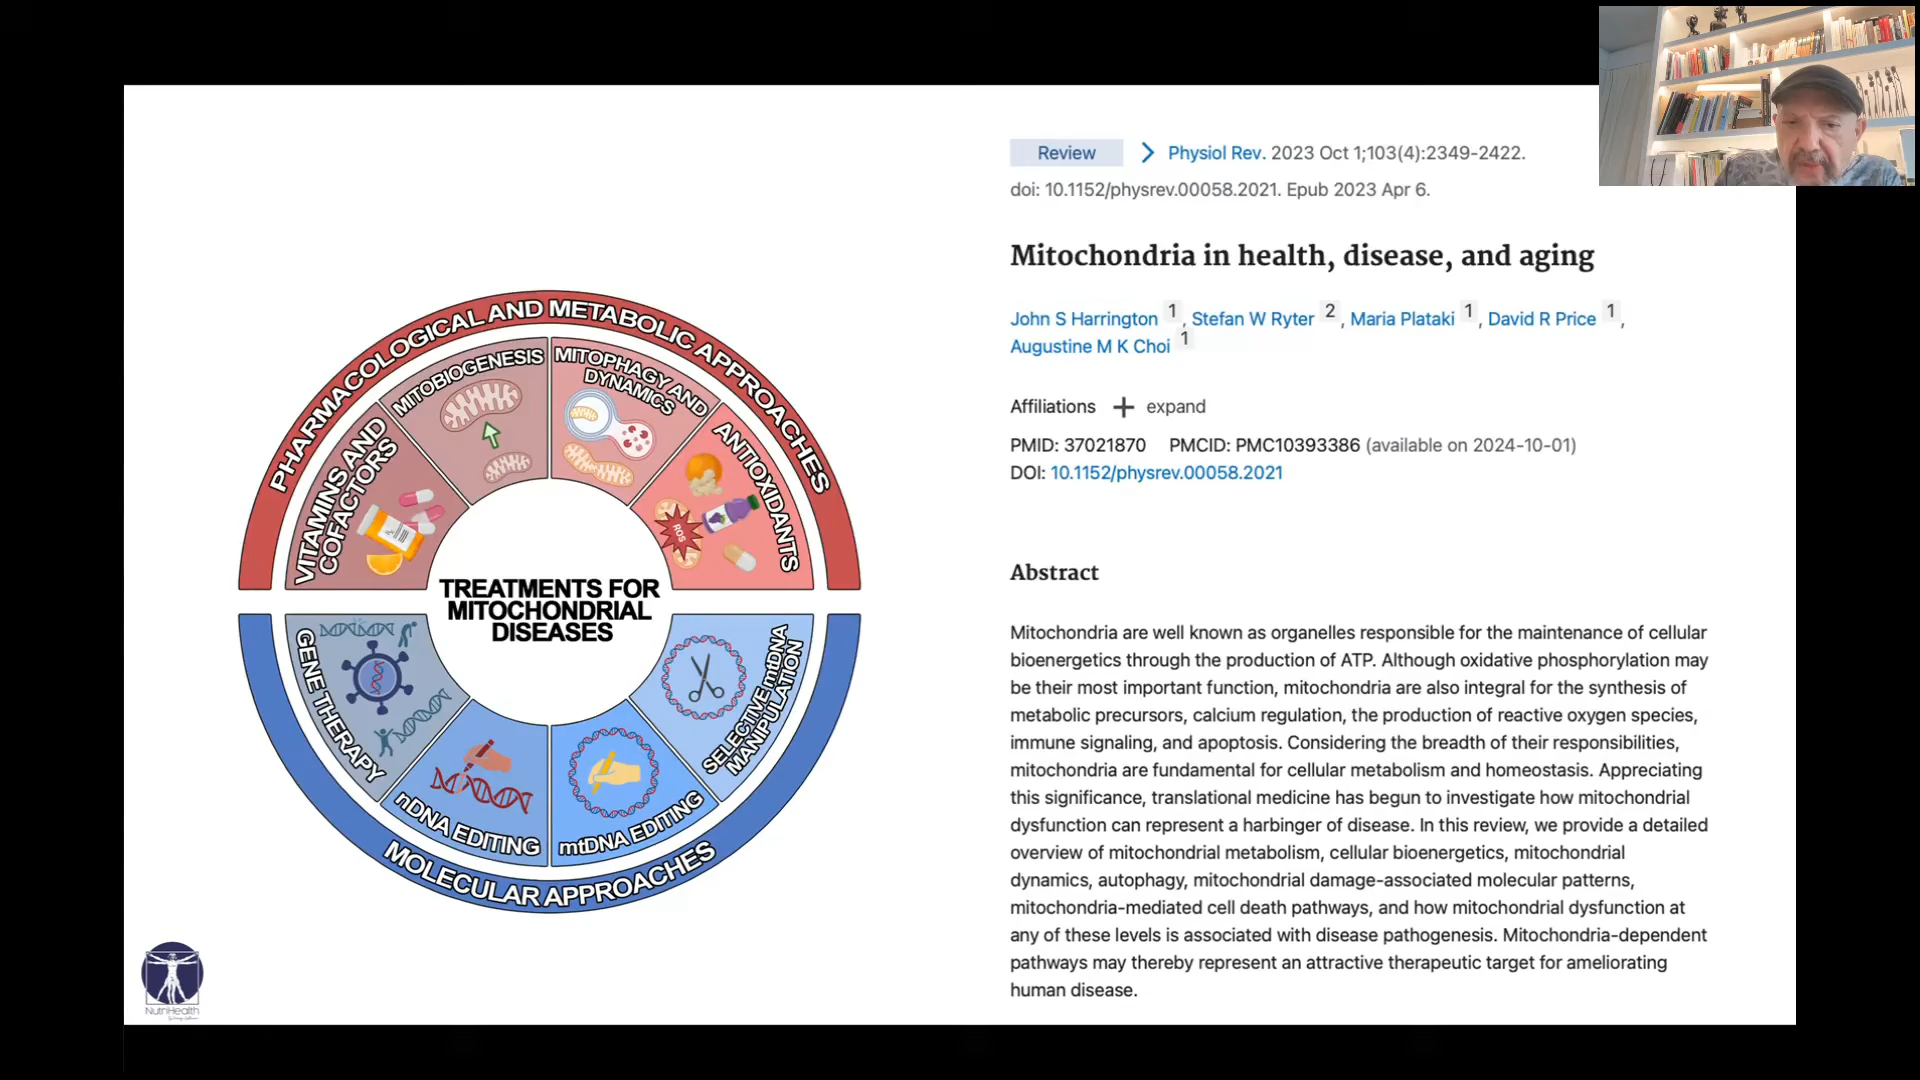 Review
Physiol Rev. 2023 Oct 1;103(4):2349-2422.
doi: 10.1152/physrev.00058.2021. Epub 2023 Apr 6.
Mitochondria in health, disease, and aging
John S Harrington 1, Stefan W Ryter 2, Maria Plataki 1, David R Price 1,
Augustine M K Choi 1
Affiliations + expand
PMID: 37021870 PMCID: PMC10393386 (available on 2024-10-01)
DOI: 10.1152/physrev.00058.2021
Abstract
Mitochondria are well known as organelles responsible for the maintenance of cellular
bioenergetics through the production of ATP. Although oxidative phosphorylation may
be their most important function, mitochondria are also integral for the synthesis of
metabolic precursors, calcium regulation, the production of reactive oxygen species,
immune signaling, and apoptosis. Considering the breadth of their responsibilities,
mitochondria are fundamental for cellular metabolism and homeostasis. Appreciating
this significance, translational medicine has begun to investigate how mitochondrial
dysfunction can represent a harbinger of disease. In this review, we provide a detailed
overview of mitochondrial metabolism, cellular bioenergetics, mitochondrial
dynamics, autophagy, mitochondrial damage-associated molecular patterns,
mitochondria-mediated cell death pathways, and how mitochondrial dysfunction at
any of these levels is associated with disease pathogenesis. Mitochondria-dependent
pathways may thereby represent an attractive therapeutic target for ameliorating
human disease.
PHARMACOLOGICAL AND METABOLIC APPROACHES
VITAMINS AND
COFACTORS
MITOBIOGENESIS
MITOPHAGY AND
DYNAMICS
ANTIOXIDANTS
ROS
TREATMENTS FOR
MITOCHONDRIAL
DISEASES
GENE THERAPY
nDNA EDITING
mtDNA EDITING
SELECTIVE mtDNA
MANIPULATION
MOLECULAR APPROACHES
NutriHealth